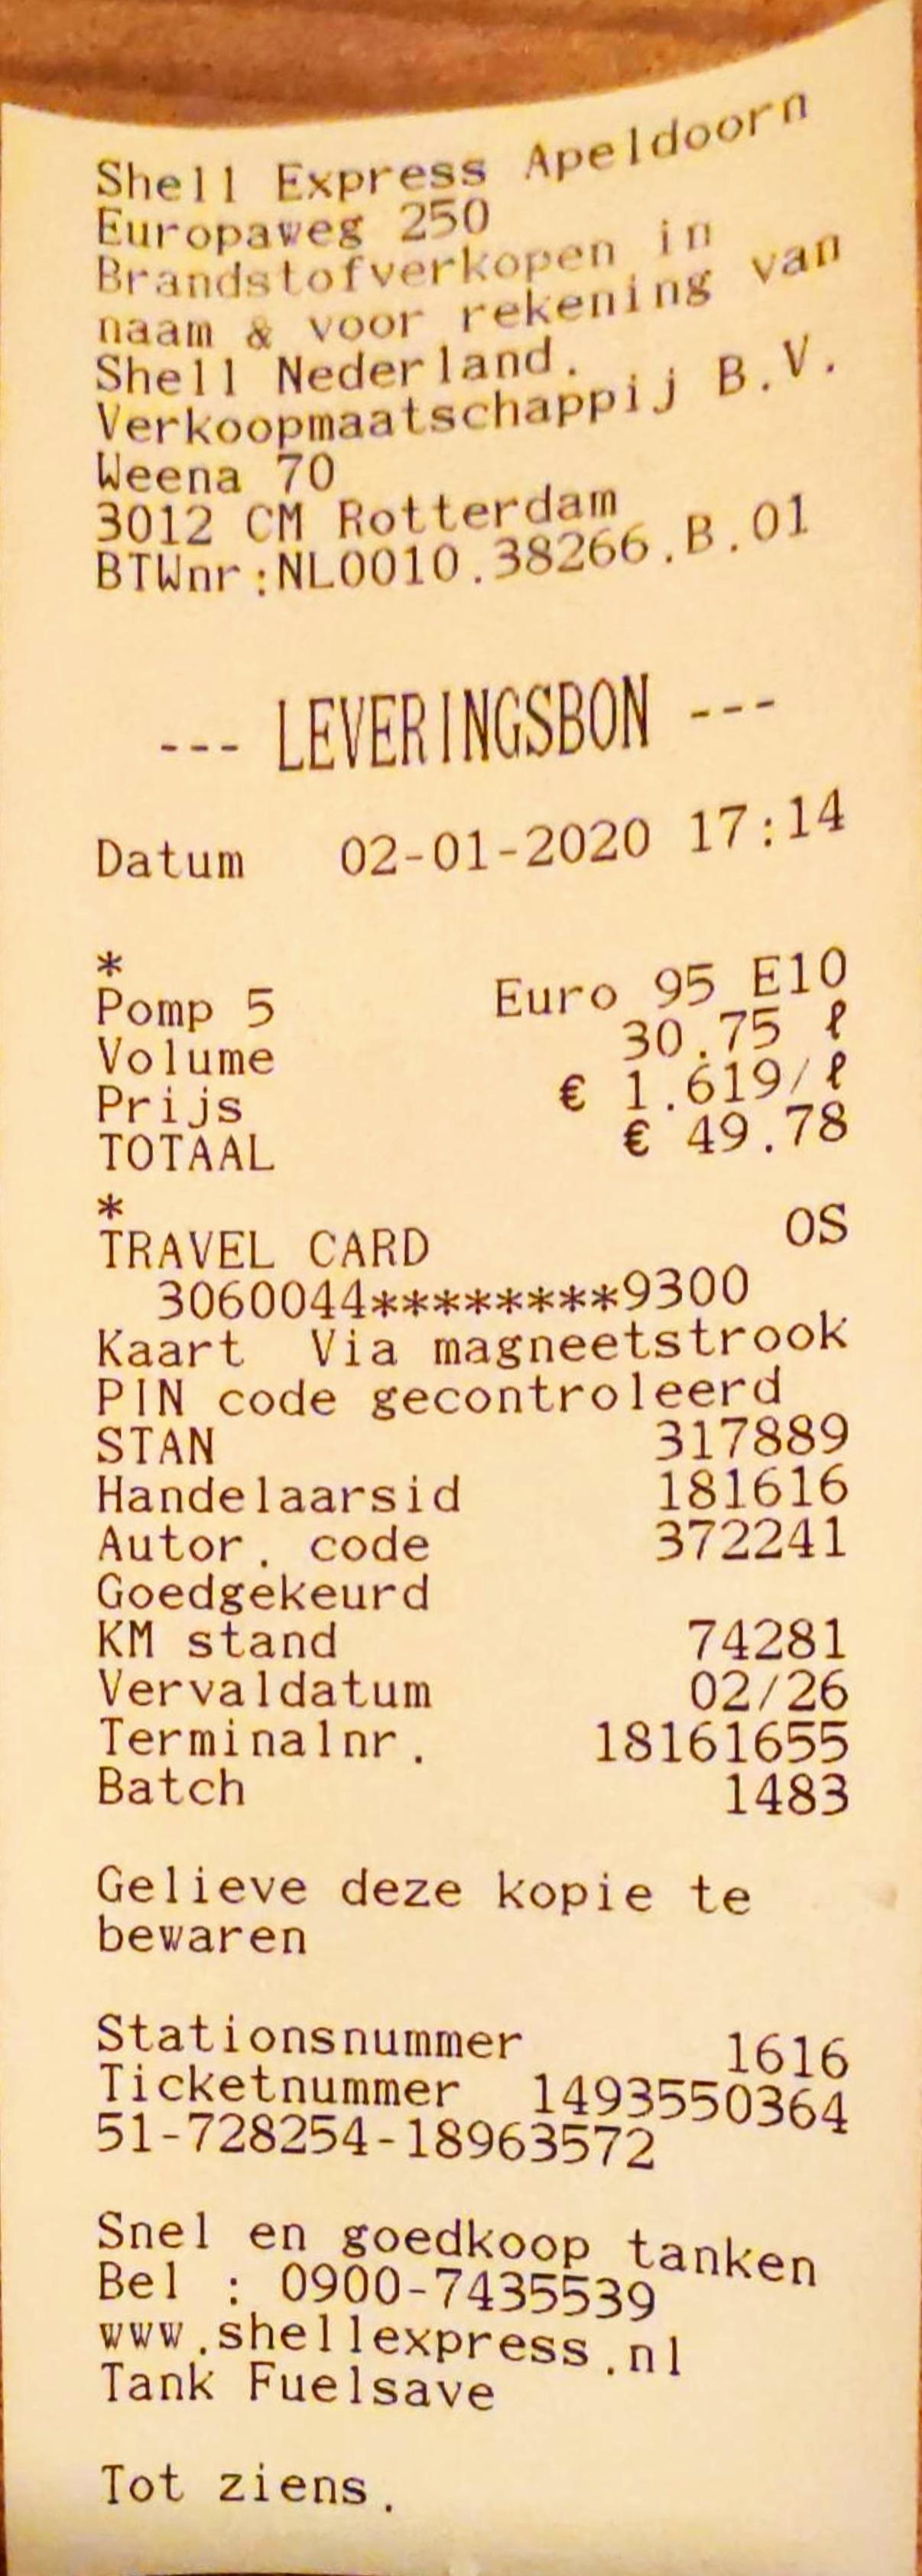 Shell Express Apeldoorn
Europaweg 250
Brandstofverkopen in
naam & voor rekening van
Shell Nederland.
Verkoopmaatschappij B.V.
Weena 70
3012 CM Rotterdam
BTWnr:NL0010.38266.B.01
--- LEVERINGSBON ---
Datum 02-01-2020 17:14
*
Pomp 5 Euro 95 E10
Volume 30.75 ℓ
Prijs € 1.619/ℓ
TOTAAL € 49.78
*
TRAVEL CARD OS
3060044********9300
Kaart Via magneetstrook
PIN code gecontroleerd
STAN 317889
Handelaarsid 181616
Autor. code 372241
Goedgekeurd
KM stand 74281
Vervaldatum 02/26
Terminalnr. 18161655
Batch 1483
Gelieve deze kopie te
bewaren
Stationsnummer 1616
Ticketnummer 1493550364
51-728254-18963572
Snel en goedkoop tanken
Bel : 0900-7435539
www.shellexpress.nl
Tank Fuelsave
Tot ziens.